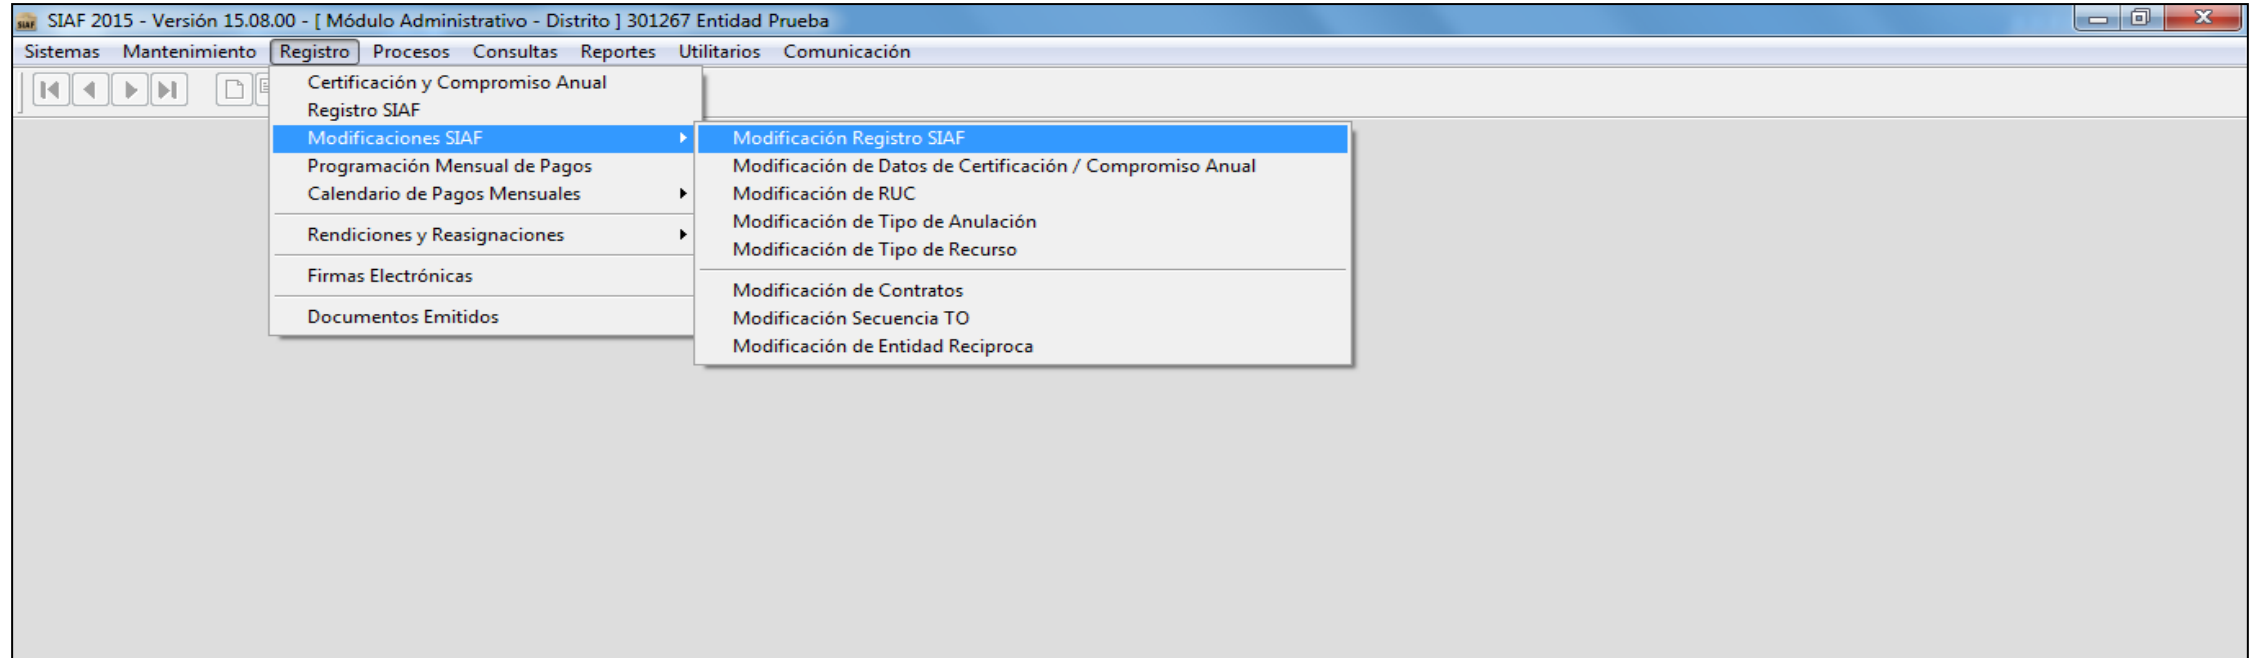 SIAF SIAF 2015 - Versión 15.08.00 - [ Módulo Administrativo - Distrito ] 301267 Entidad Prueba
Sistemas Mantenimiento Registro Procesos Consultas Reportes Utilitarios Comunicación
Certificación y Compromiso Anual
Registro SIAF
Modificaciones SIAF
Programación Mensual de Pagos
Calendario de Pagos Mensuales
Rendiciones y Reasignaciones
Firmas Electrónicas
Documentos Emitidos
Modificación Registro SIAF
Modificación de Datos de Certificación / Compromiso Anual
Modificación de RUC
Modificación de Tipo de Anulación
Modificación de Tipo de Recurso
Modificación de Contratos
Modificación Secuencia TO
Modificación de Entidad Reciproca